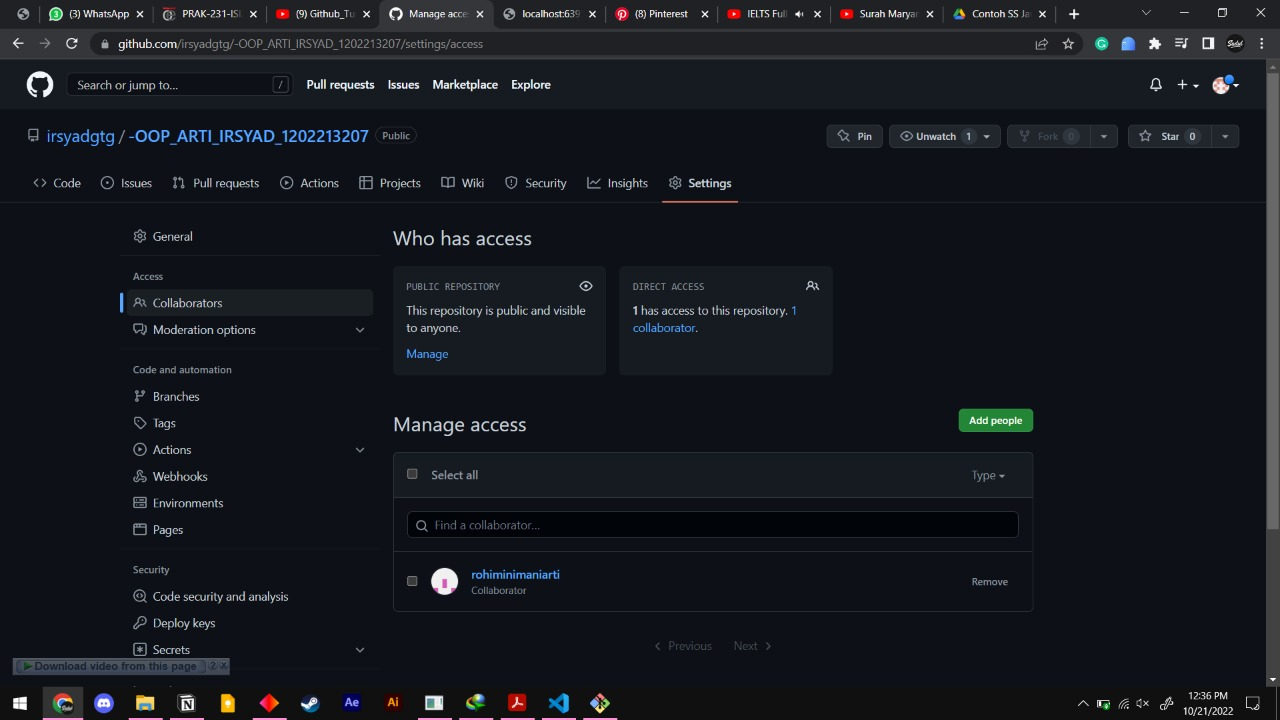 (3) WhatsApp
PRAK-231-ISI
(9) Github_Tu
Manage acce
localhost:639
(8) Pinterest
IELTS Full
Surah Marya
Contoh SS Ja
github.com/irsyadgtg/-OOP_ARTI_IRSYAD_1202213207/settings/access
Search or jump to...
/
Pull requests
Issues
Marketplace
Explore
irsyadgtg / -OOP_ARTI_IRSYAD_1202213207
Public
Pin
Unwatch 1
Fork 0
Star 0
Code
Issues
Pull requests
Actions
Projects
Wiki
Security
Insights
Settings
General
Access
Collaborators
Moderation options
Code and automation
Branches
Tags
Actions
Webhooks
Environments
Pages
Security
Code security and analysis
Deploy keys
Secrets
Who has access
PUBLIC REPOSITORY
This repository is public and visible
to anyone.
Manage
DIRECT ACCESS
1 has access to this repository. 1
collaborator.
Manage access
Add people
Select all
Type
Find a collaborator...
rohiminimaniarti
Collaborator
Remove
Previous
Next
Download video from this page
?
Ae
Ai
12:36 PM
10/21/2022